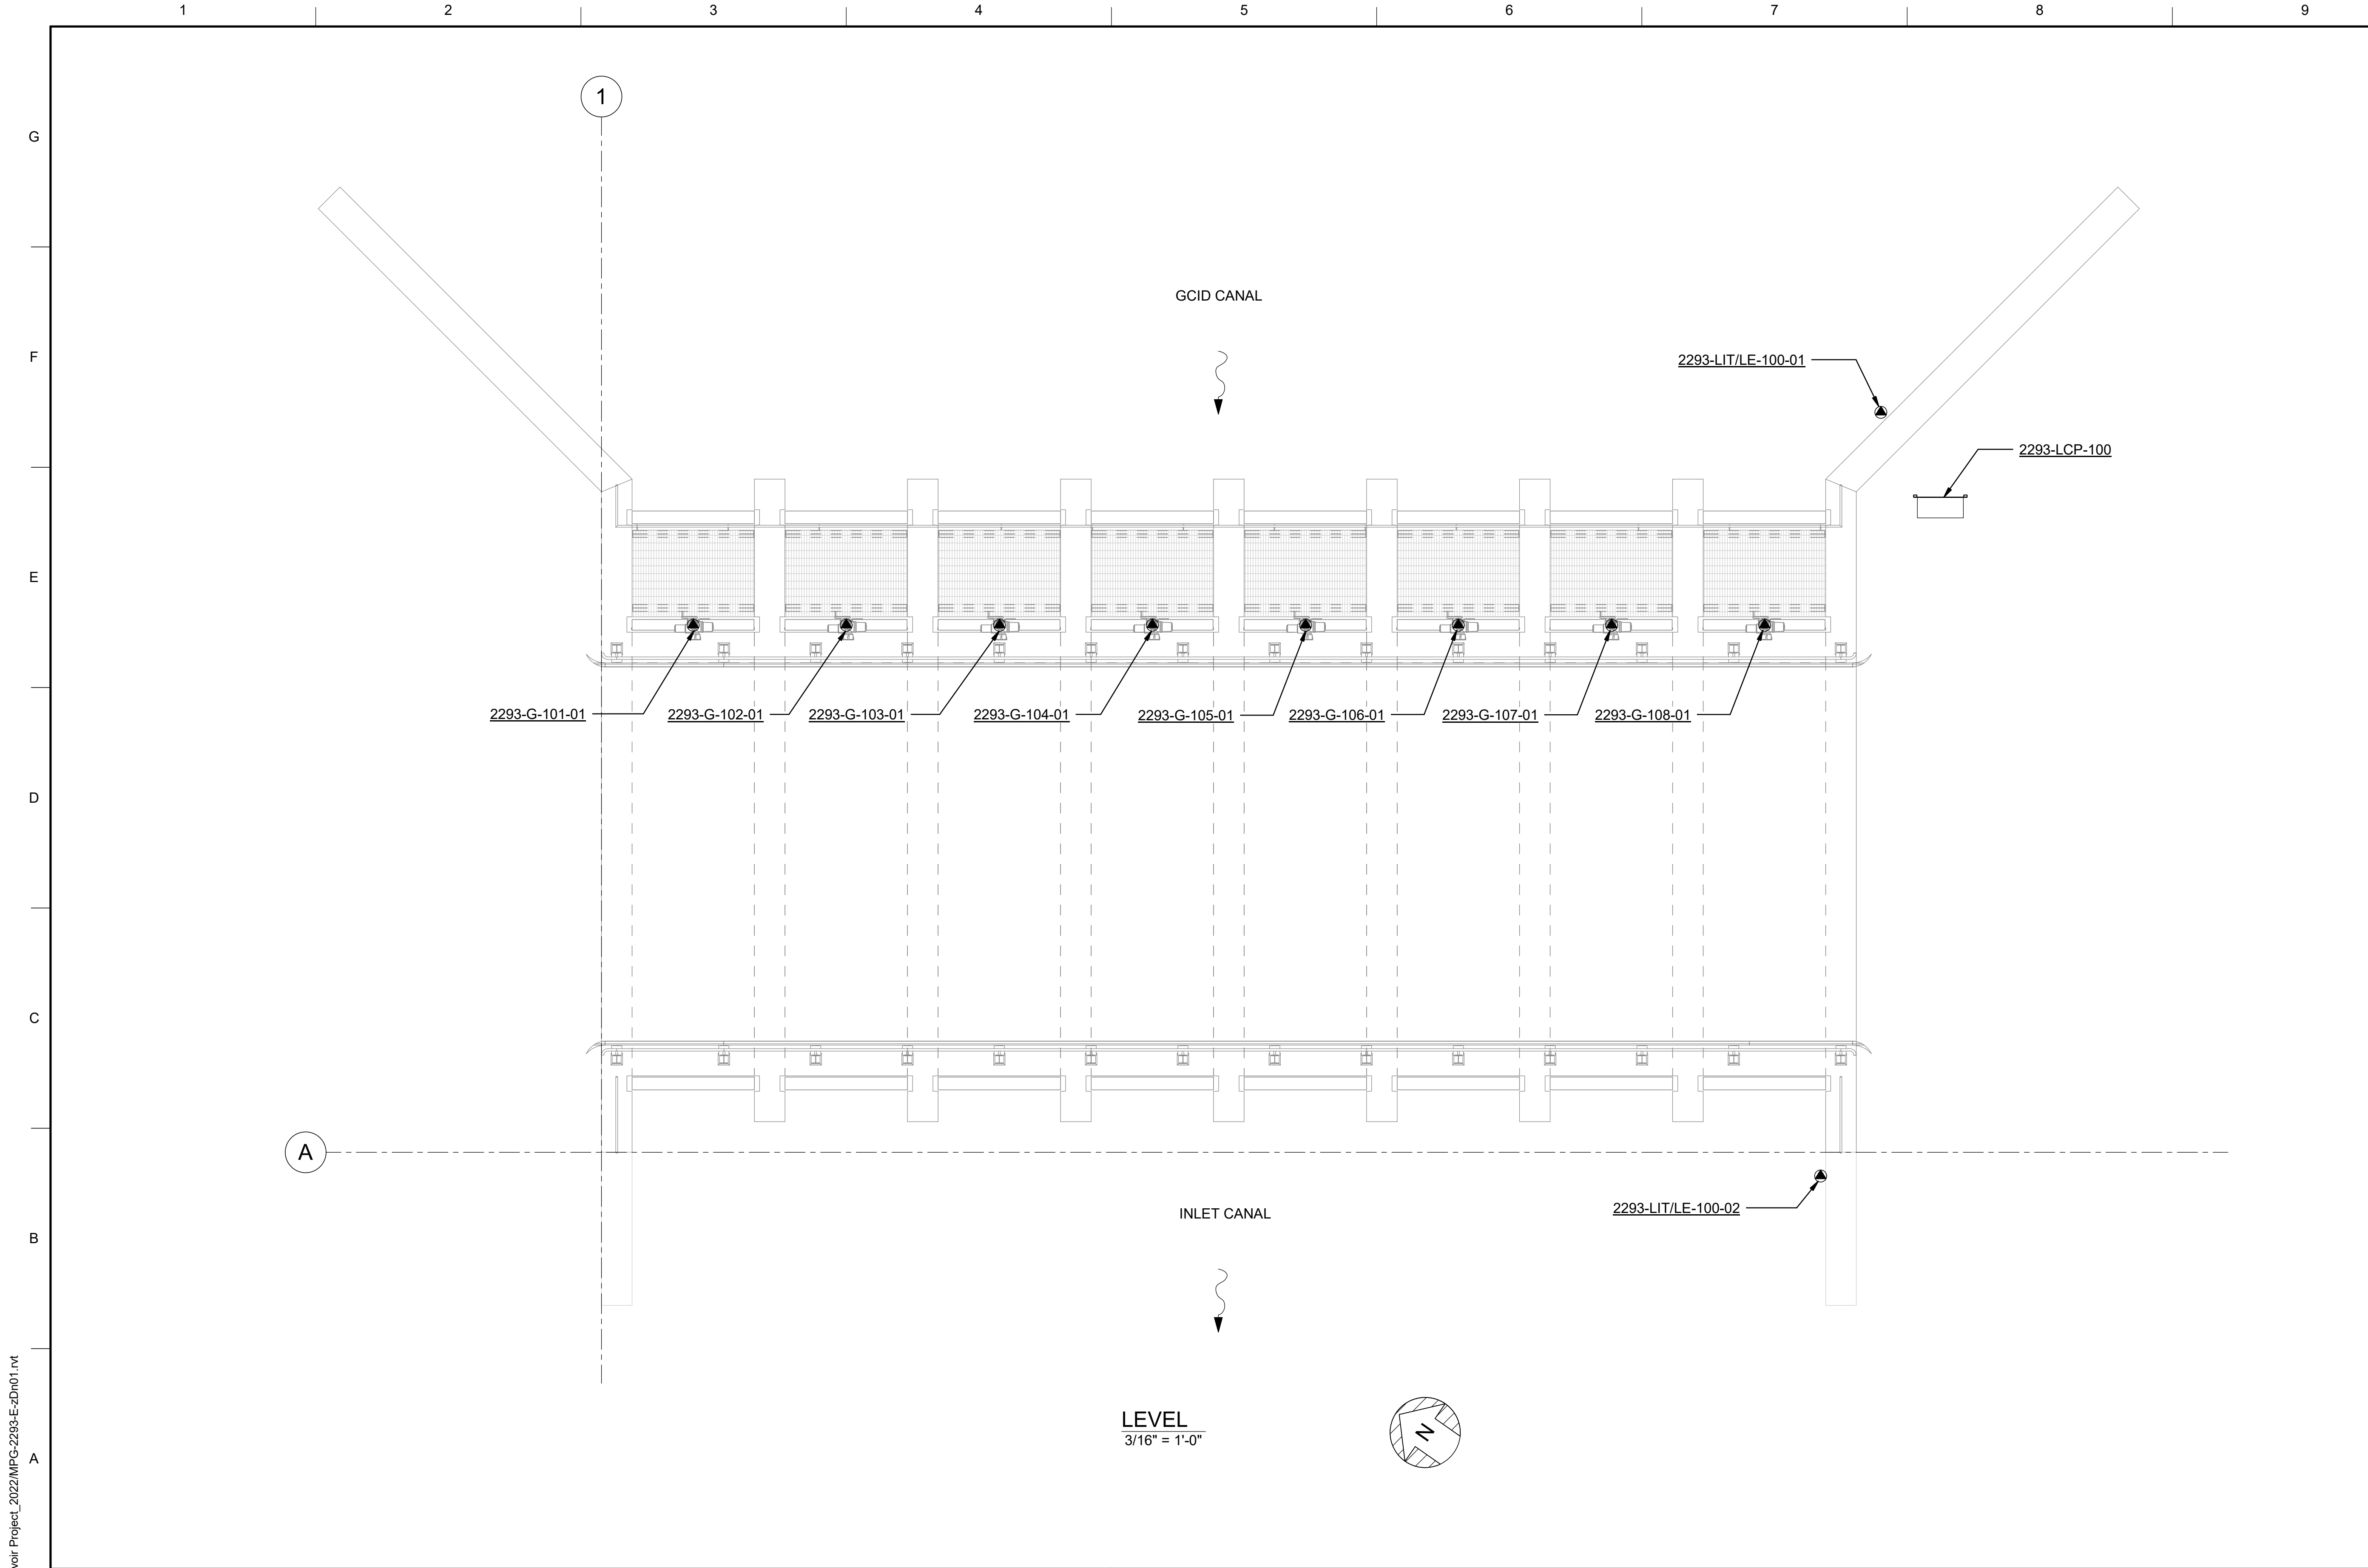 1 2 3 4 5 6 7 8 9
1
G
GCID CANAL
F
2293-LIT/LE-100-01
2293-LCP-100
E
2293-G-101-01 2293-G-102-01 2293-G-103-01 2293-G-104-01 2293-G-105-01 2293-G-106-01 2293-G-107-01 2293-G-108-01
D
C
A
2293-LIT/LE-100-02
INLET CANAL
B
LEVEL
3/16" = 1'-0"
N
A
voir Project_2022/MPG-2293-E-zDn01.rvt